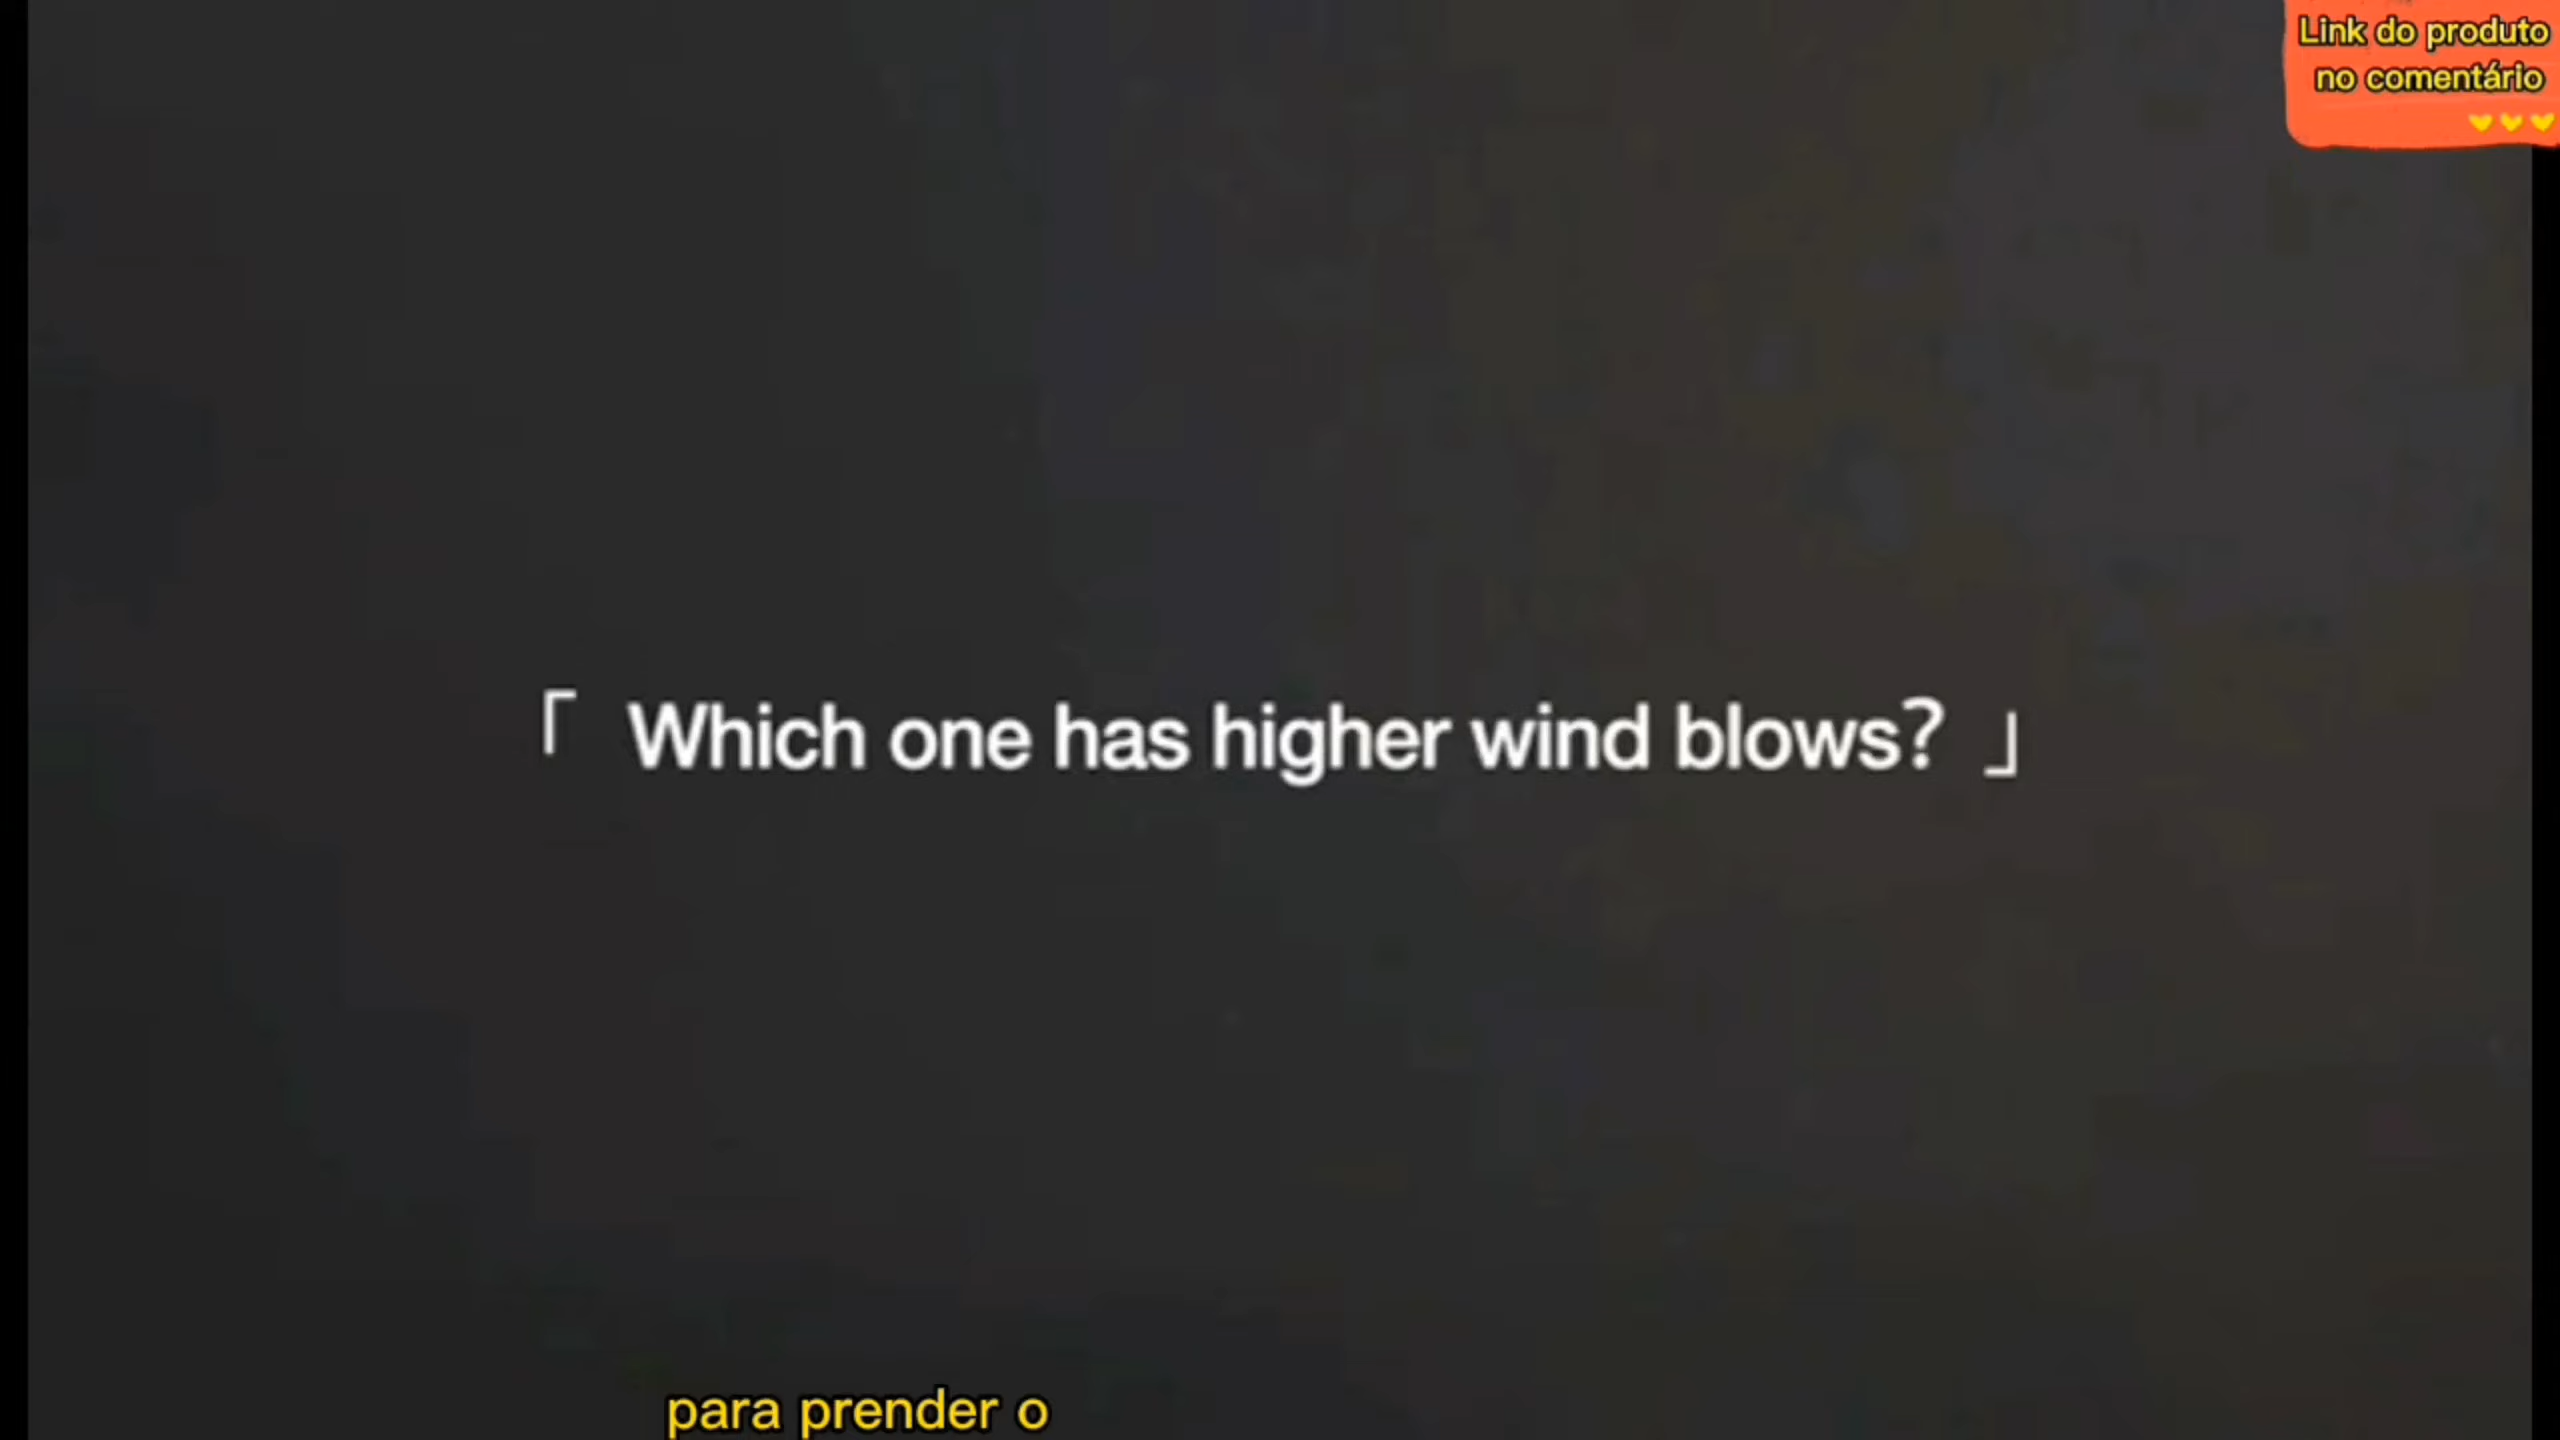 Link do produto
no comentário
「 Which one has higher wind blows? 」
para prender o